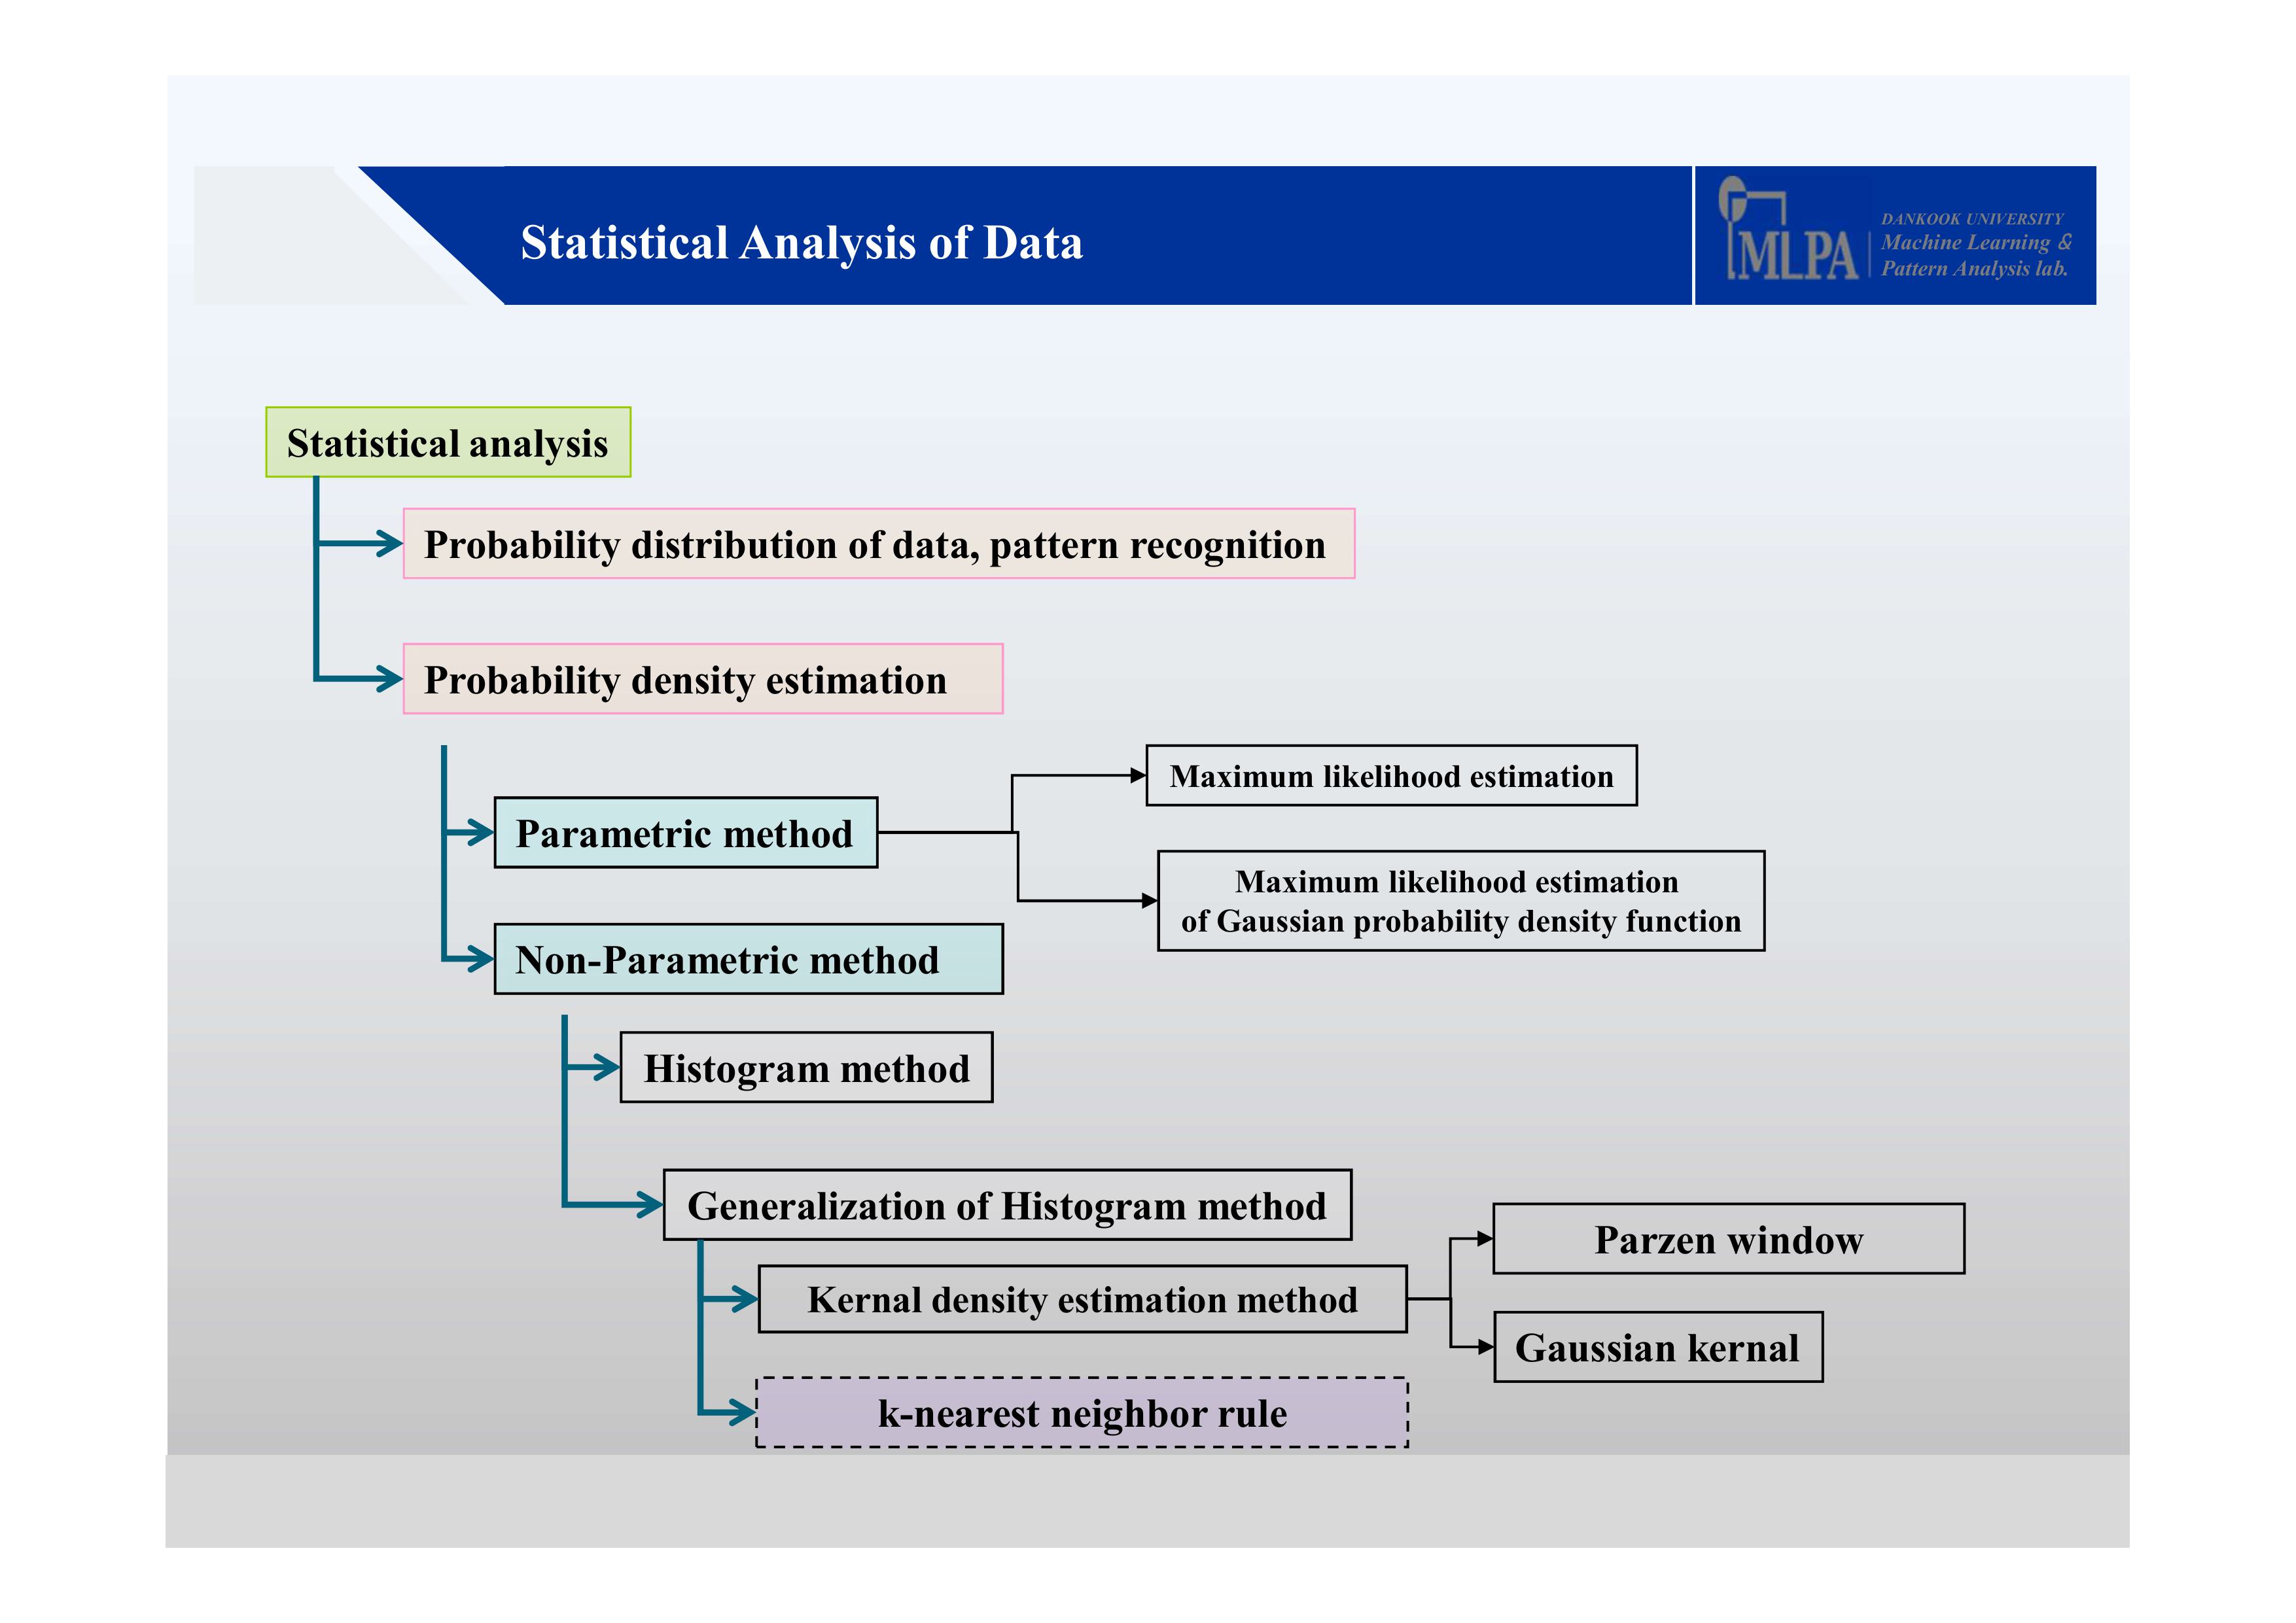 Statistical Analysis of Data
MLPA
DANKOOK UNIVERSITY
Machine Learning &
Pattern Analysis lab.
Statistical analysis
Probability distribution of data, pattern recognition
Probability density estimation
Maximum likelihood estimation
Parametric method
Maximum likelihood estimation
of Gaussian probability density function
Non-Parametric method
Histogram method
Generalization of Histogram method
Parzen window
Kernal density estimation method
Gaussian kernal
k-nearest neighbor rule